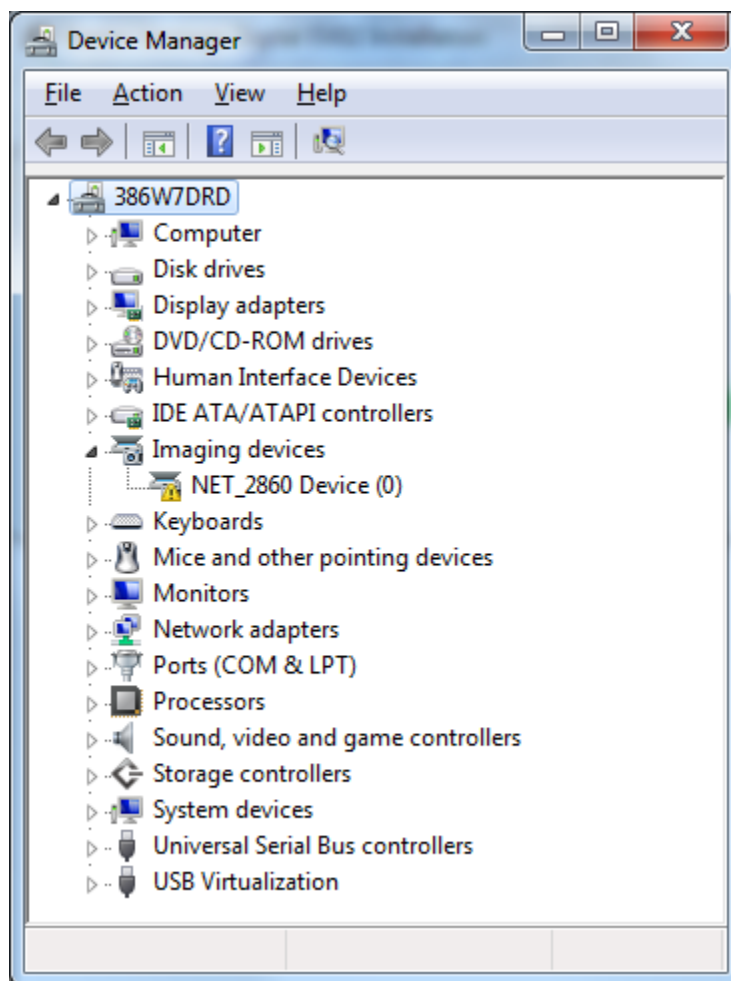 Device Manager
File Action View Help
386W7DRD
Computer
Disk drives
Display adapters
DVD/CD-ROM drives
Human Interface Devices
IDE ATA/ATAPI controllers
Imaging devices
NET_2860 Device (0)
Keyboards
Mice and other pointing devices
Monitors
Network adapters
Ports (COM & LPT)
Processors
Sound, video and game controllers
Storage controllers
System devices
Universal Serial Bus controllers
USB Virtualization